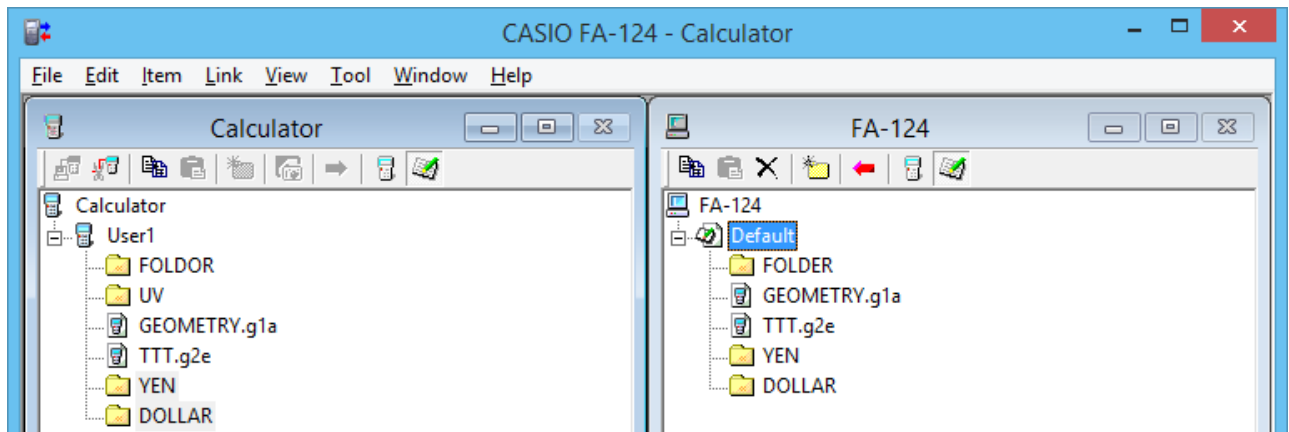 CASIO FA-124 - Calculator
File Edit Item Link View Tool Window Help
Calculator
Calculator
User1
FOLDOR
UV
GEOMETRY.g1a
TTT.g2e
YEN
DOLLAR
FA-124
FA-124
Default
FOLDER
GEOMETRY.g1a
TTT.g2e
YEN
DOLLAR